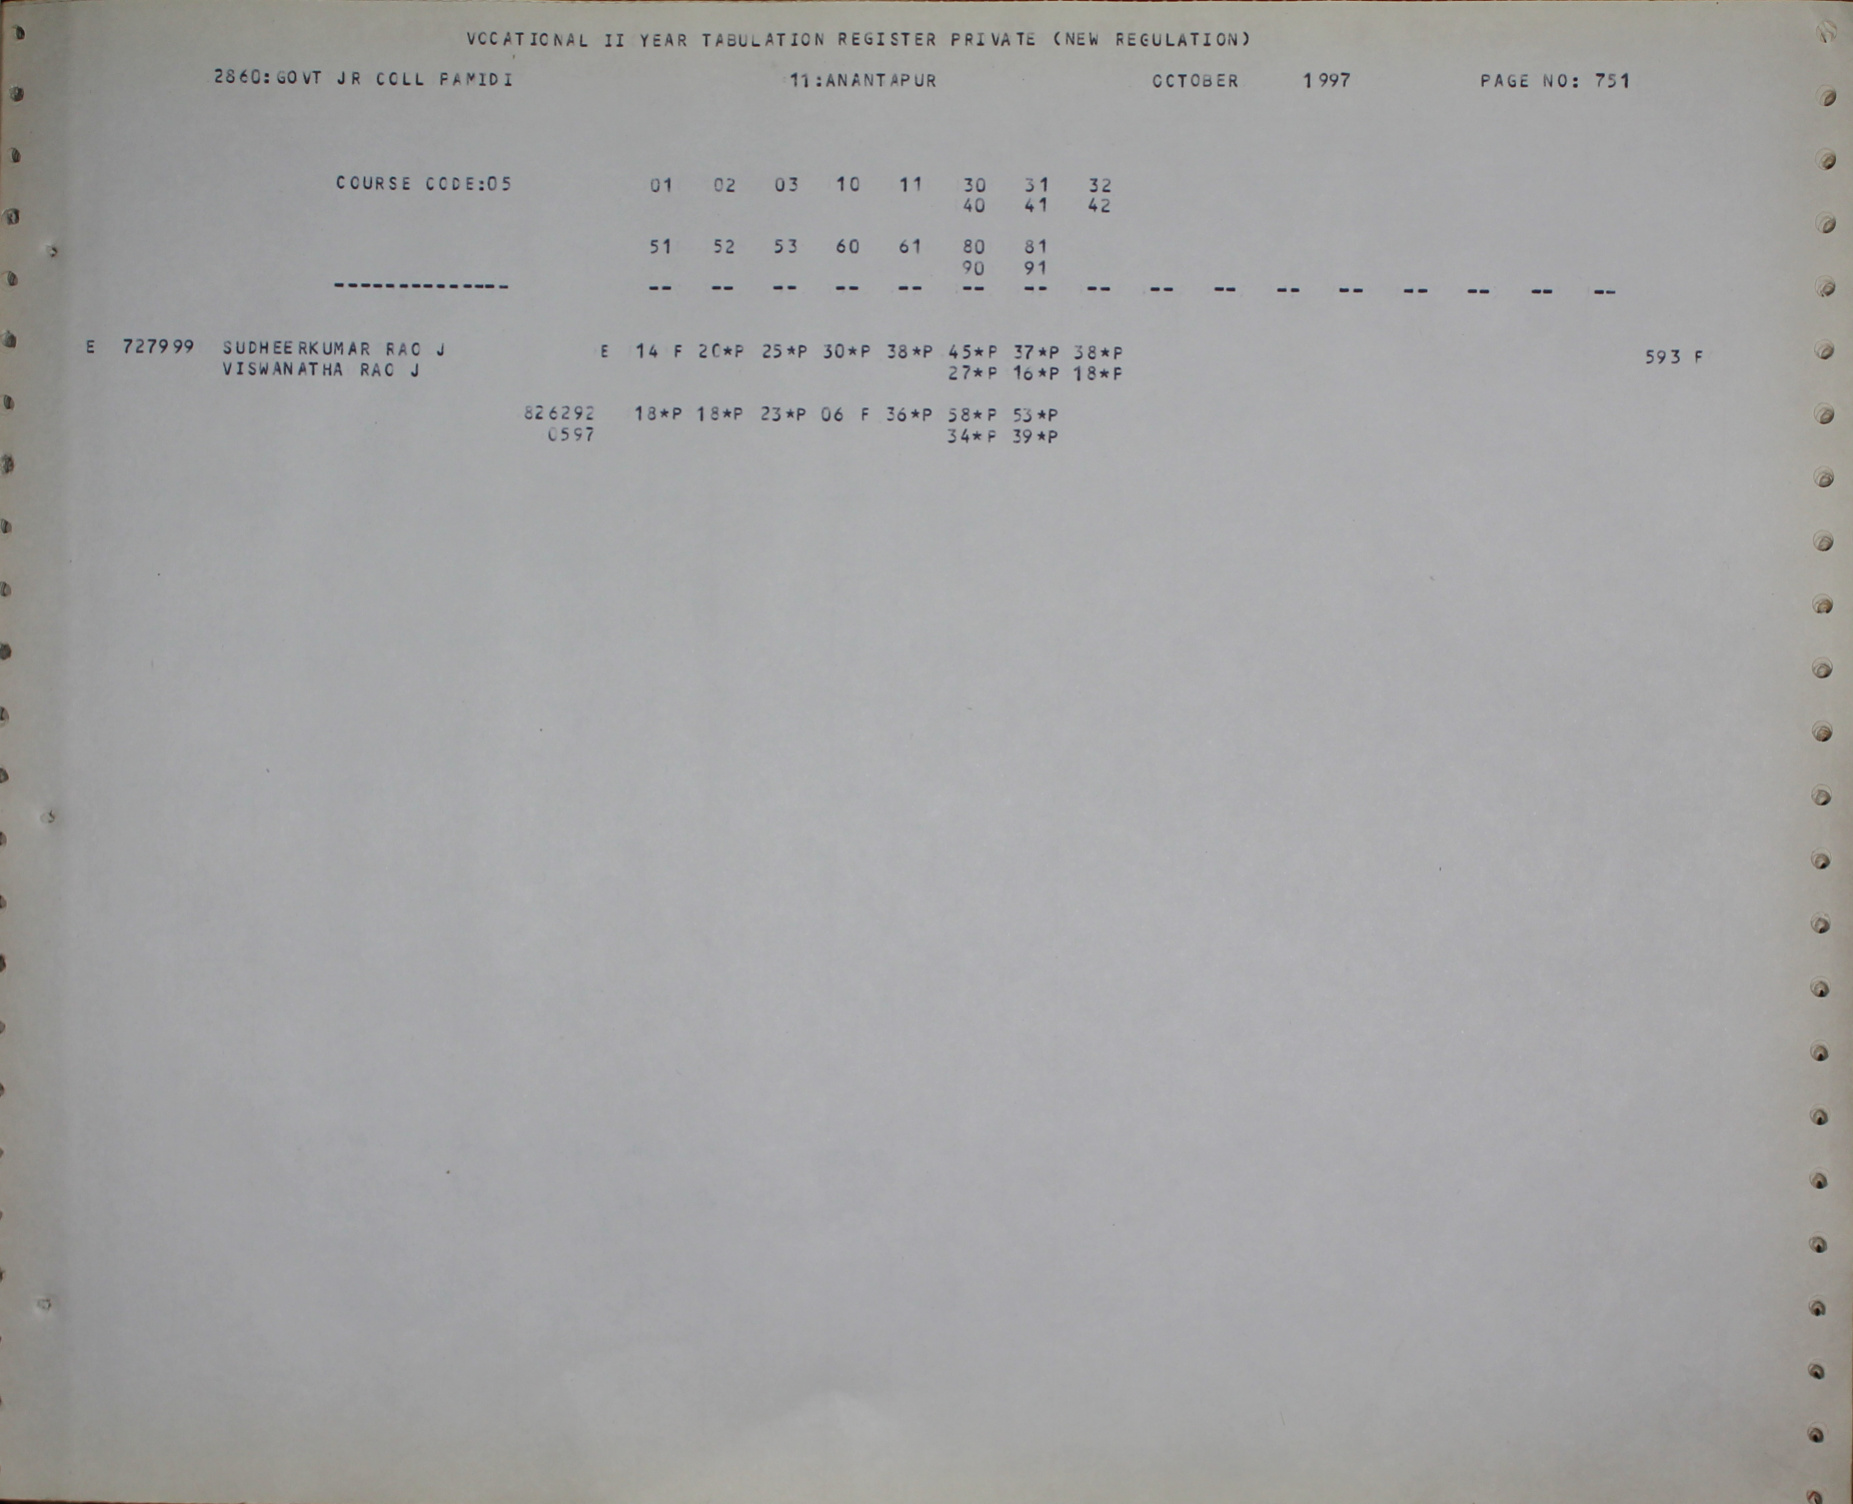 VOCATIONAL II YEAR TABULATION REGISTER PRIVATE (NEW REGULATION)
2860:GOVT JR COLL PAMIDI 11:ANANTAPUR OCTOBER 1997 PAGE NO: 751
COURSE CODE:05 01 02 03 10 11 30 31 32
40 41 42
51 52 53 60 61 80 81
90 91
-------------- -- -- -- -- -- -- -- -- -- -- -- -- -- -- -- --
E 727999 SUDHEERKUMAR RAO J E 14 F 20*P 25*P 30*P 38*P 45*P 37*P 38*P 593 F
VISWANATHA RAO J 27*P 16*P 18*P
826292 18*P 18*P 23*P 06 F 36*P 58*P 53*P
0597 34*P 39*P